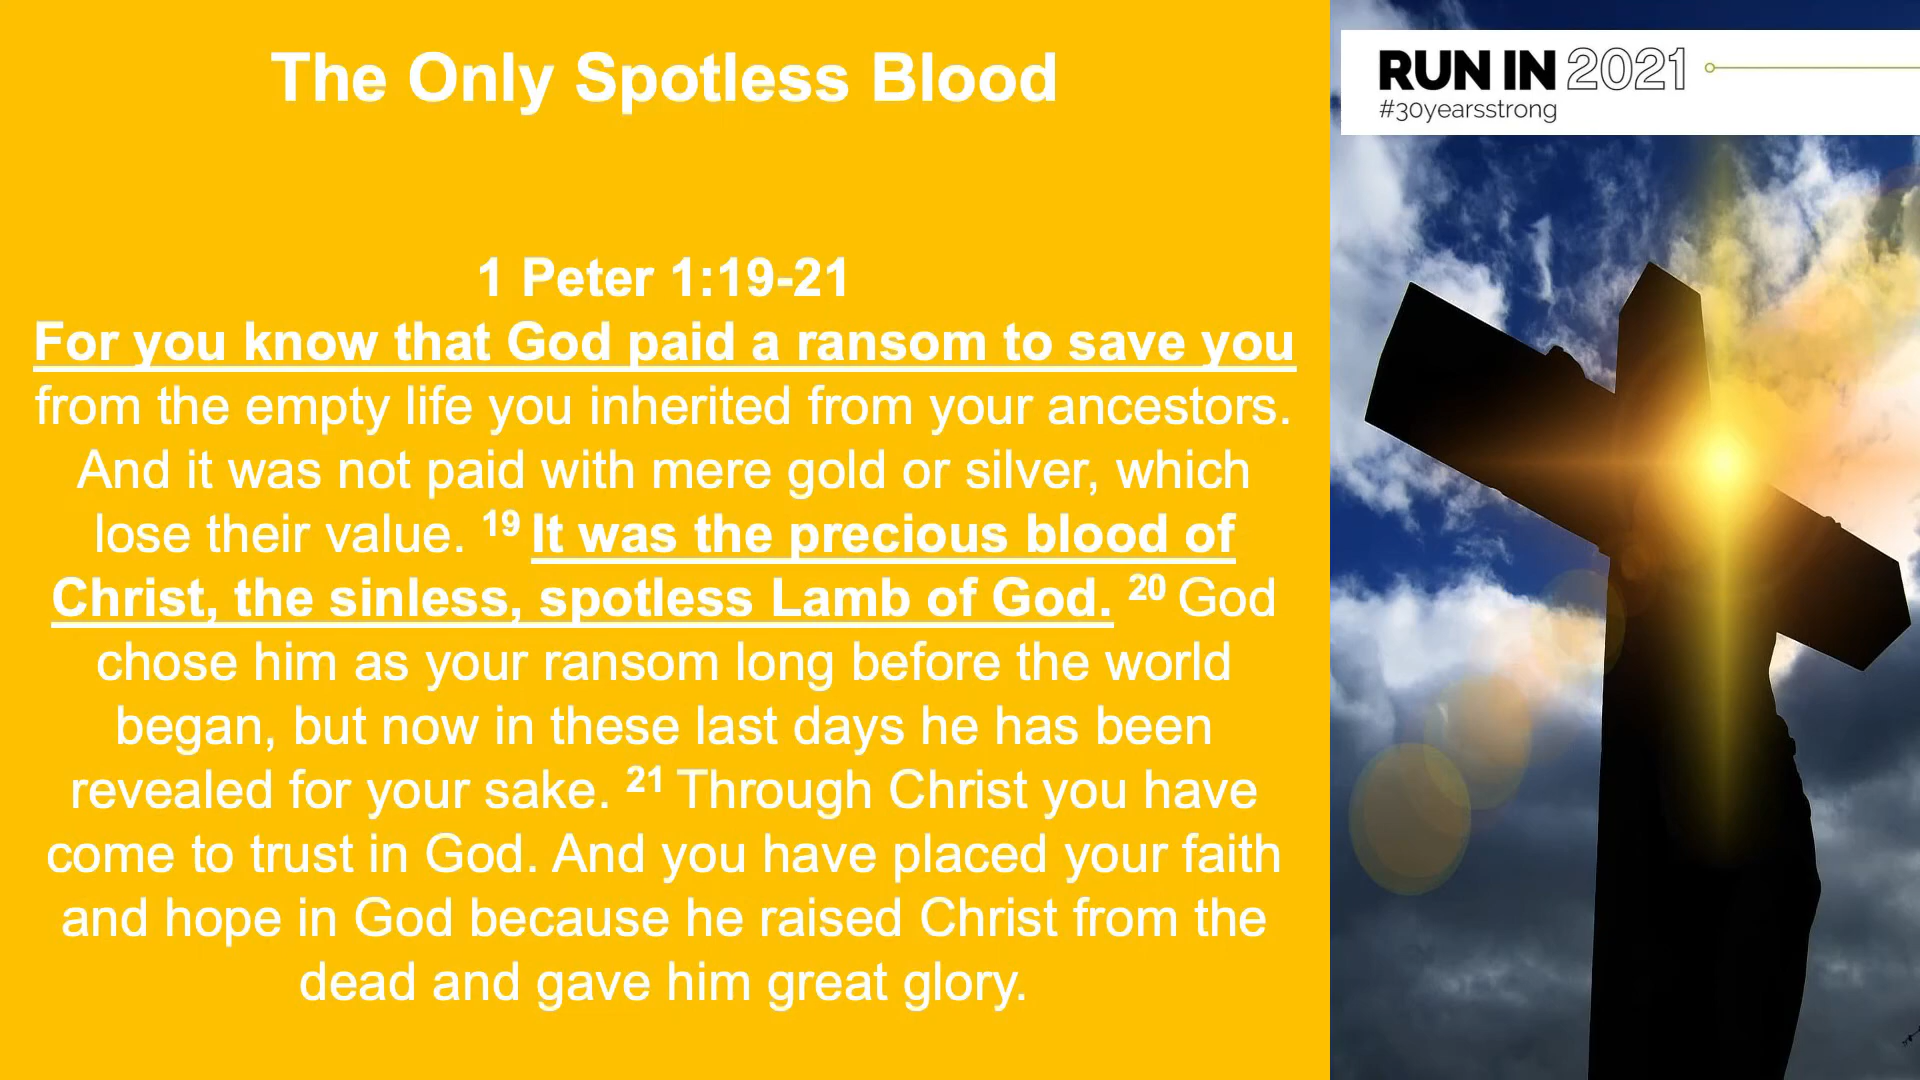 The Only Spotless Blood
1 Peter 1:19-21
For you know that God paid a ransom to save you
from the empty life you inherited from your ancestors.
And it was not paid with mere gold or silver, which
lose their value. 19 It was the precious blood of
Christ, the sinless, spotless Lamb of God. 20 God
chose him as your ransom long before the world
began, but now in these last days he has been
revealed for your sake. 21 Through Christ you have
come to trust in God. And you have placed your faith
and hope in God because he raised Christ from the
dead and gave him great glory.
RUN IN 2021
#30yearsstrong